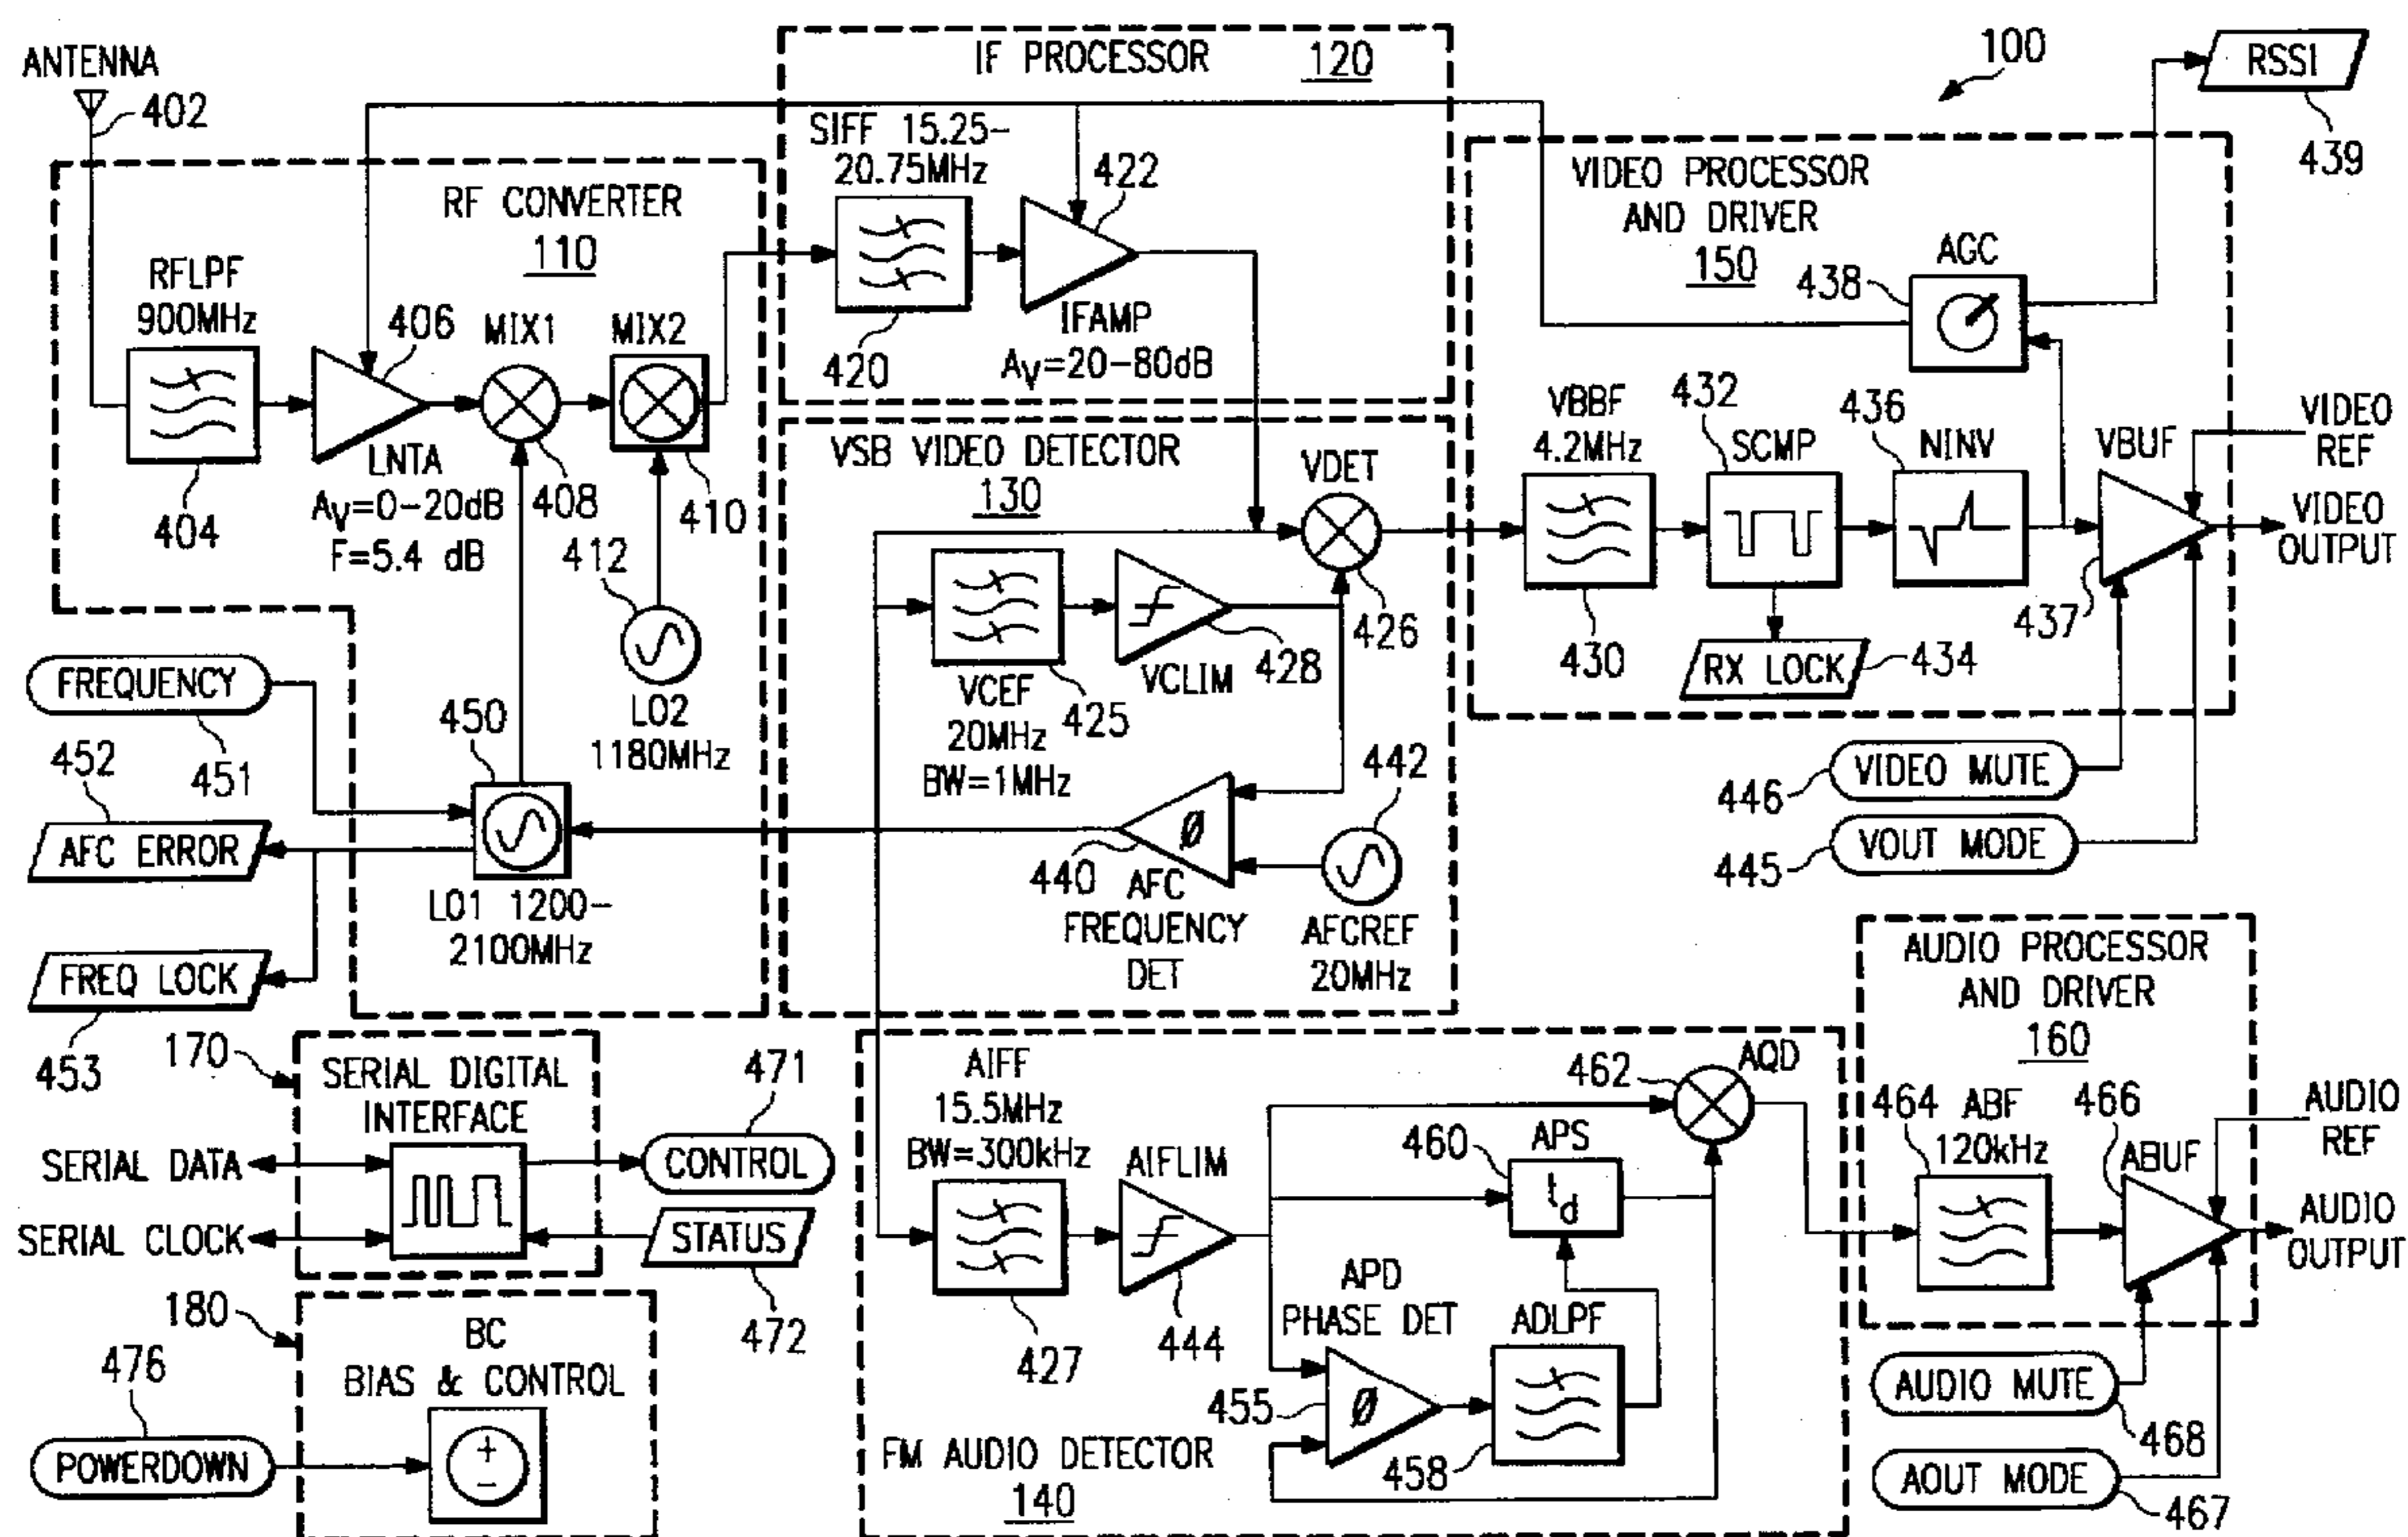 ANTENNA
402
RF CONVERTER
110
RFLPF
900MHz
404
406
LNTA
AV=0-20dB
F=5.4 dB
MIX1
408
MIX2
410
412
LO2
1180MHz
FREQUENCY
451
450
452
AFC ERROR
LO1 1200-
2100MHz
FREQ LOCK
453
IF PROCESSOR
120
SIFF 15.25-
20.75MHz
420
422
IFAMP
AV=20-80dB
VSB VIDEO DETECTOR
130
VDET
426
VCEF
20MHz
BW=1MHz
425
VCLIM
428
440
Ø
AFC
FREQUENCY
DET
442
AFCREF
20MHz
100
RSSI
439
VIDEO PROCESSOR
AND DRIVER
150
AGC
438
VBBF
4.2MHz
430
432
SCMP
RX LOCK
434
436
NINV
VBUF
437
VIDEO
REF
VIDEO
OUTPUT
446
VIDEO MUTE
445
VOUT MODE
170
SERIAL DIGITAL
INTERFACE
SERIAL DATA
SERIAL CLOCK
471
CONTROL
STATUS
472
180
BC
BIAS & CONTROL
+
−
476
POWERDOWN
AIFF
15.5MHz
BW=300kHz
427
AIFLIM
444
462
AQD
460
APS
td
APD
PHASE DET
455
Ø
ADLPF
458
FM AUDIO DETECTOR
140
AUDIO PROCESSOR
AND DRIVER
160
464
ABF
120kHz
466
ABUF
AUDIO
REF
AUDIO
OUTPUT
AUDIO MUTE
468
AOUT MODE
467